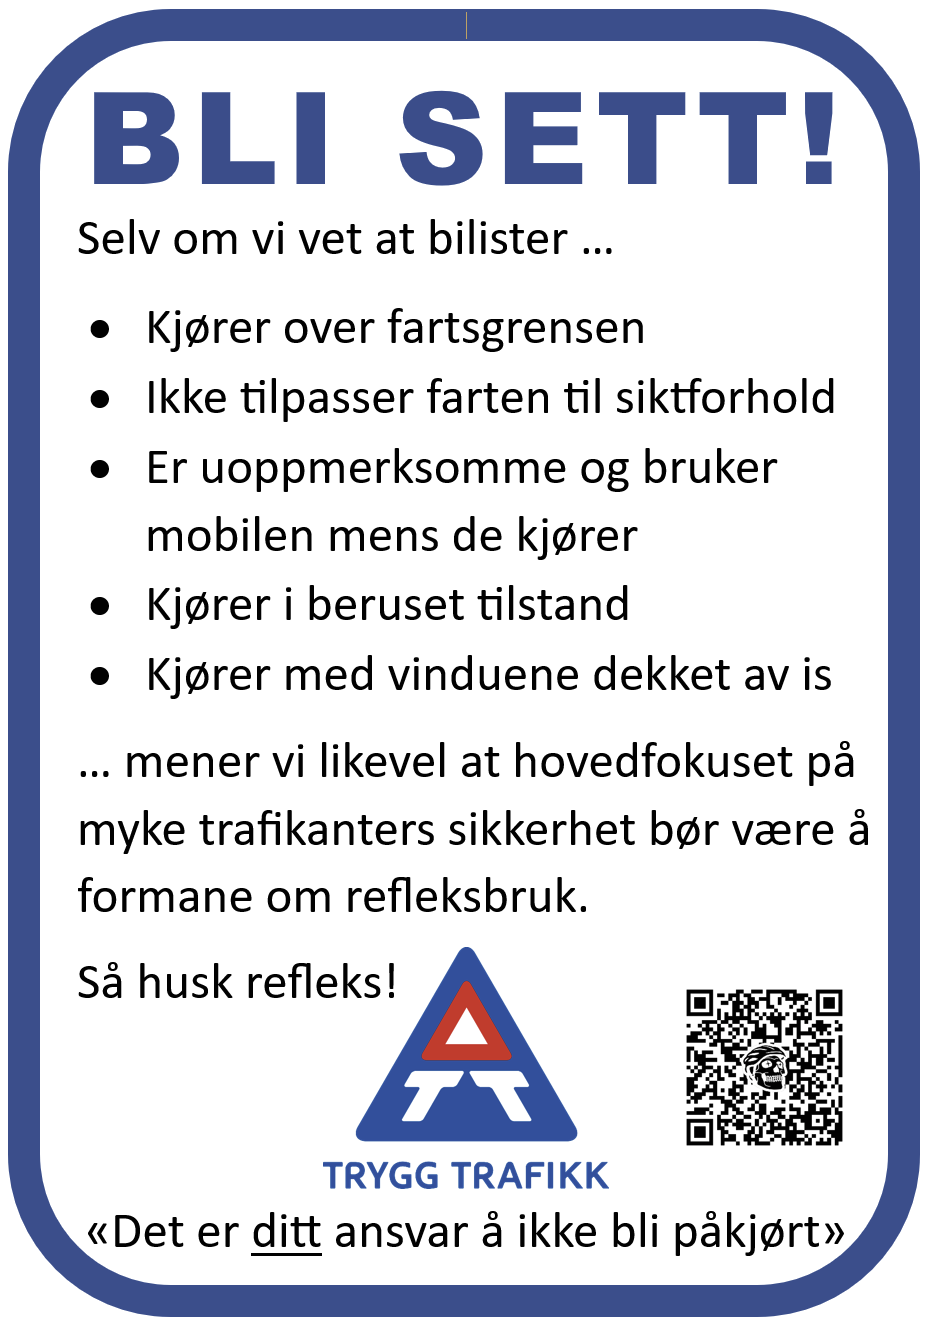 BLI SETT!
Selv om vi vet at bilister ...
• Kjører over fartsgrensen
• Ikke tilpasser farten til siktforhold
• Er uoppmerksomme og bruker
mobilen mens de kjører
• Kjører i beruset tilstand
• Kjører med vinduene dekket av is
... mener vi likevel at hovedfokuset på
myke trafikanters sikkerhet bør være å
formane om refleksbruk.
Så husk refleks!
TRYGG TRAFIKK
«Det er ditt ansvar å ikke bli påkjørt»